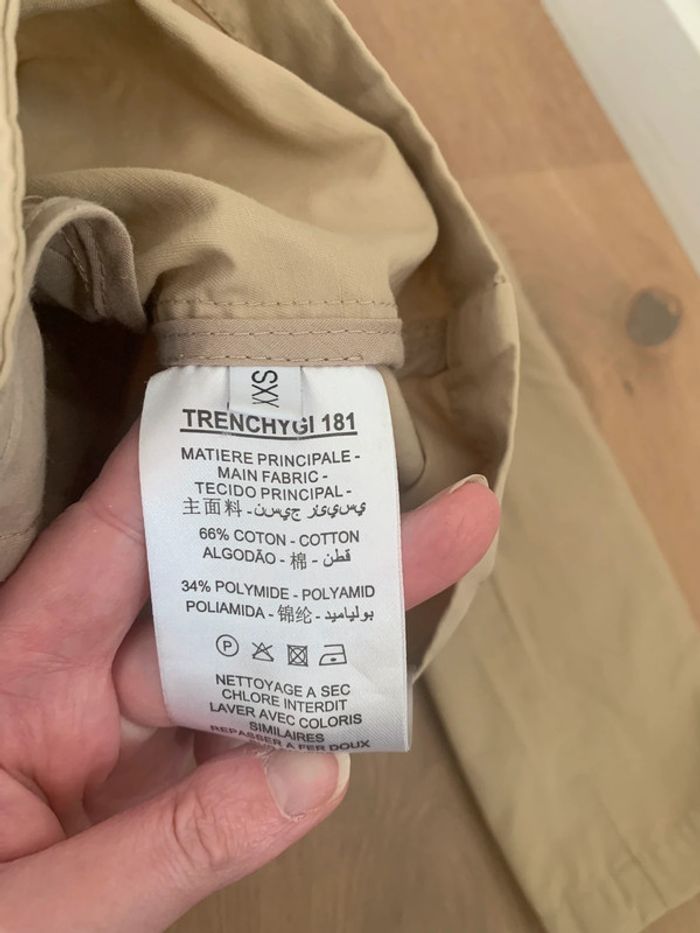 XXS
TRENCHYGI 181
MATIERE PRINCIPALE -
MAIN FABRIC -
TECIDO PRINCIPAL -
主面料 -
66% COTON - COTTON
ALGODÃO - 棉 - قطن
34% POLYMIDE - POLYAMID
POLIAMIDA - 锦纶 - بولياميد
P
NETTOYAGE A SEC
CHLORE INTERDIT
LAVER AVEC COLORIS
SIMILAIRES
REPASSER A FER DOUX